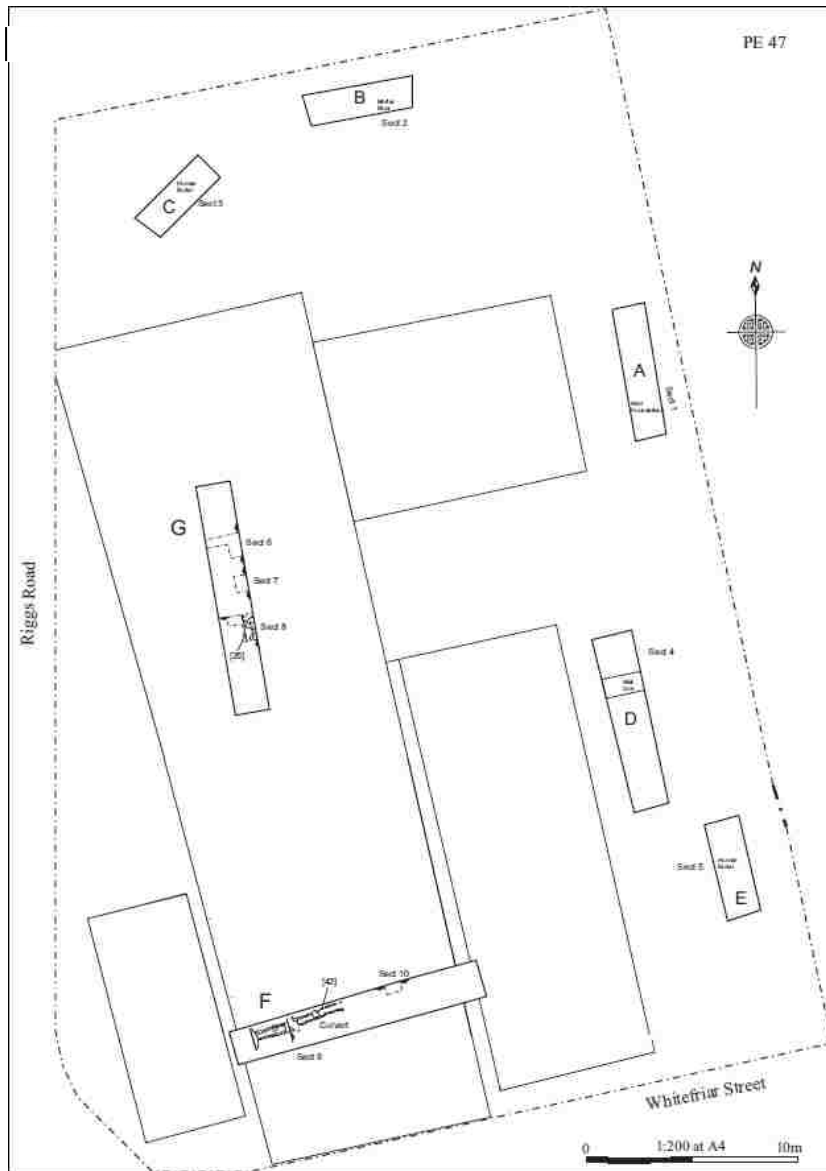 PE 47
B
Sect 2
C
Sect 3
N
A
Sect 1
G
Sect 6
Sect 7
Sect 8
Riggs Road
Sect 4
D
Sect 5
E
F
Sect 10
Culvert
Sect 9
Whitefriar Street
0 1:200 at A4 10m